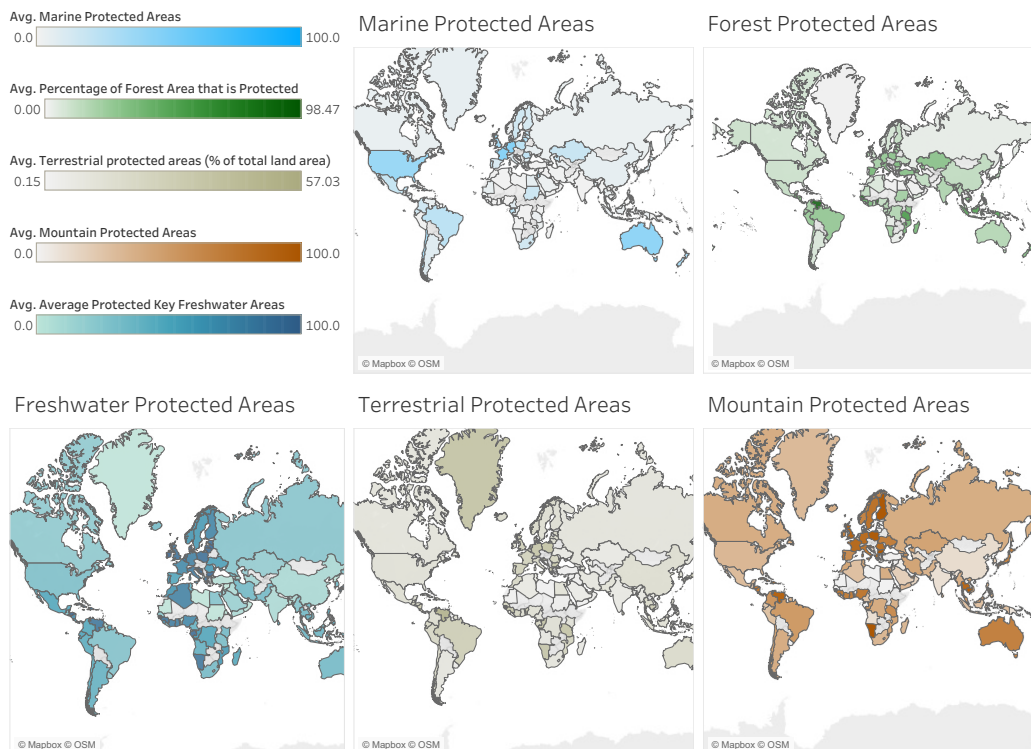 Avg. Marine Protected Areas
0.0 100.0
Avg. Percentage of Forest Area that is Protected
0.00 98.47
Avg. Terrestrial protected areas (% of total land area)
0.15 57.03
Avg. Mountain Protected Areas
0.0 100.0
Avg. Average Protected Key Freshwater Areas
0.0 100.0
Marine Protected Areas
© Mapbox © OSM
Forest Protected Areas
© Mapbox © OSM
Freshwater Protected Areas
© Mapbox © OSM
Terrestrial Protected Areas
© Mapbox © OSM
Mountain Protected Areas
© Mapbox © OSM